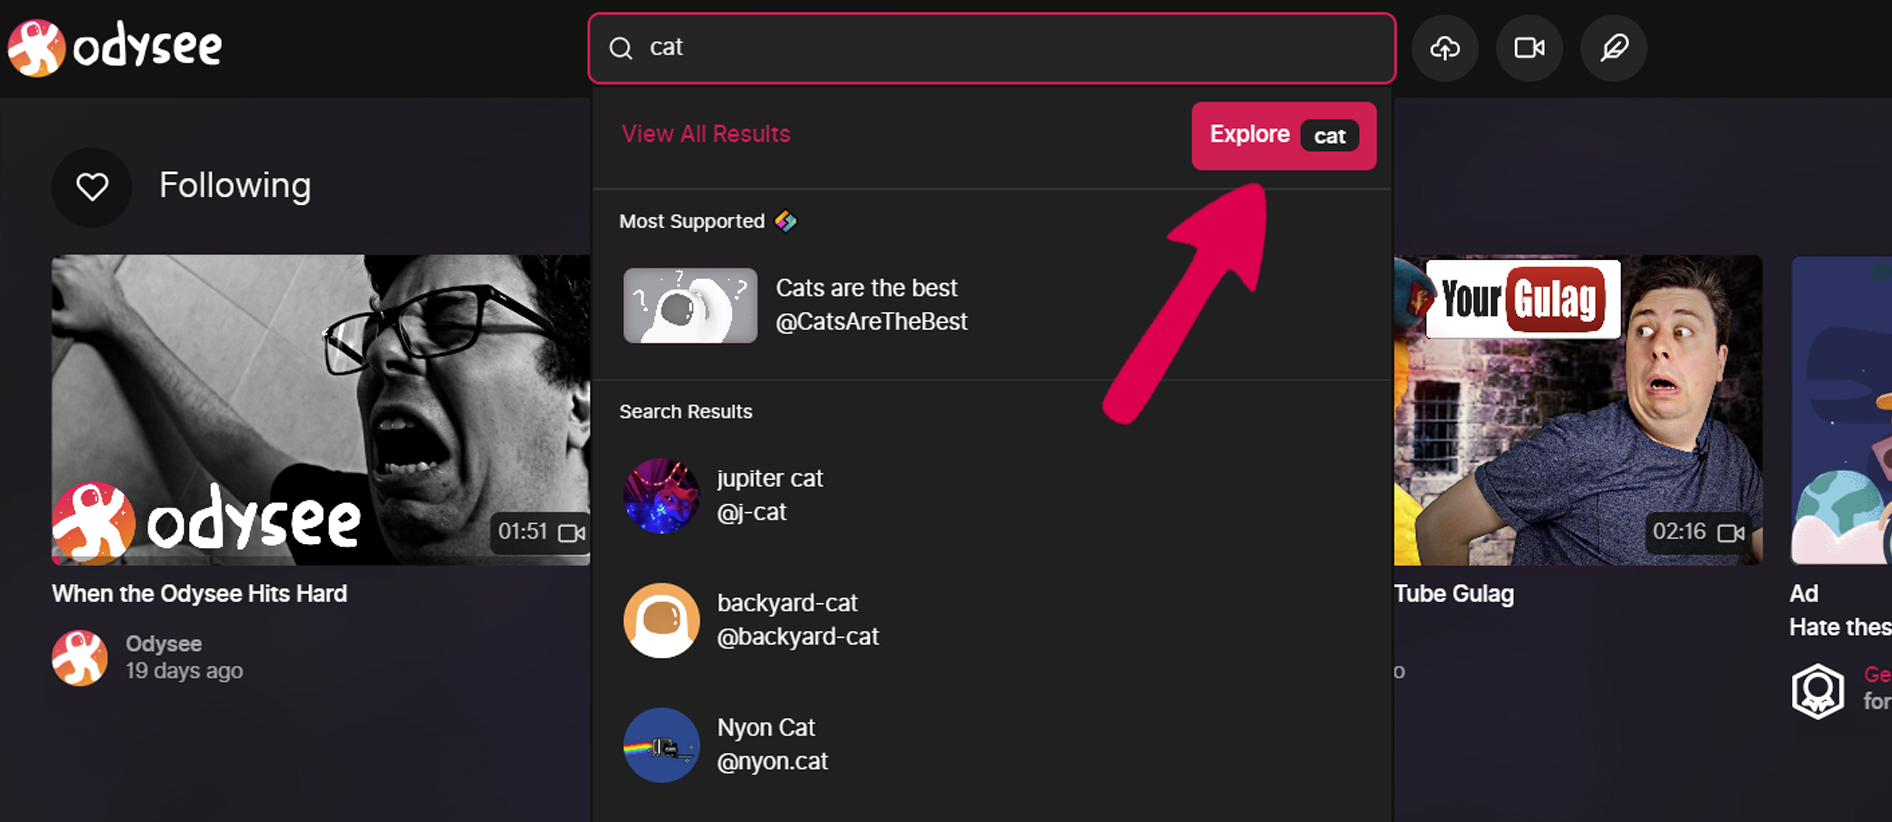 odysee
cat
View All Results
Explore cat
Following
Most Supported
Cats are the best
@CatsAreTheBest
Your Gulag
Search Results
jupiter cat
@j-cat
odysee
01:51
02:16
When the Odysee Hits Hard
Tube Gulag
Ad
Hate thes
backyard-cat
@backyard-cat
Odysee
19 days ago
o
Ge
for
Nyon Cat
@nyon.cat